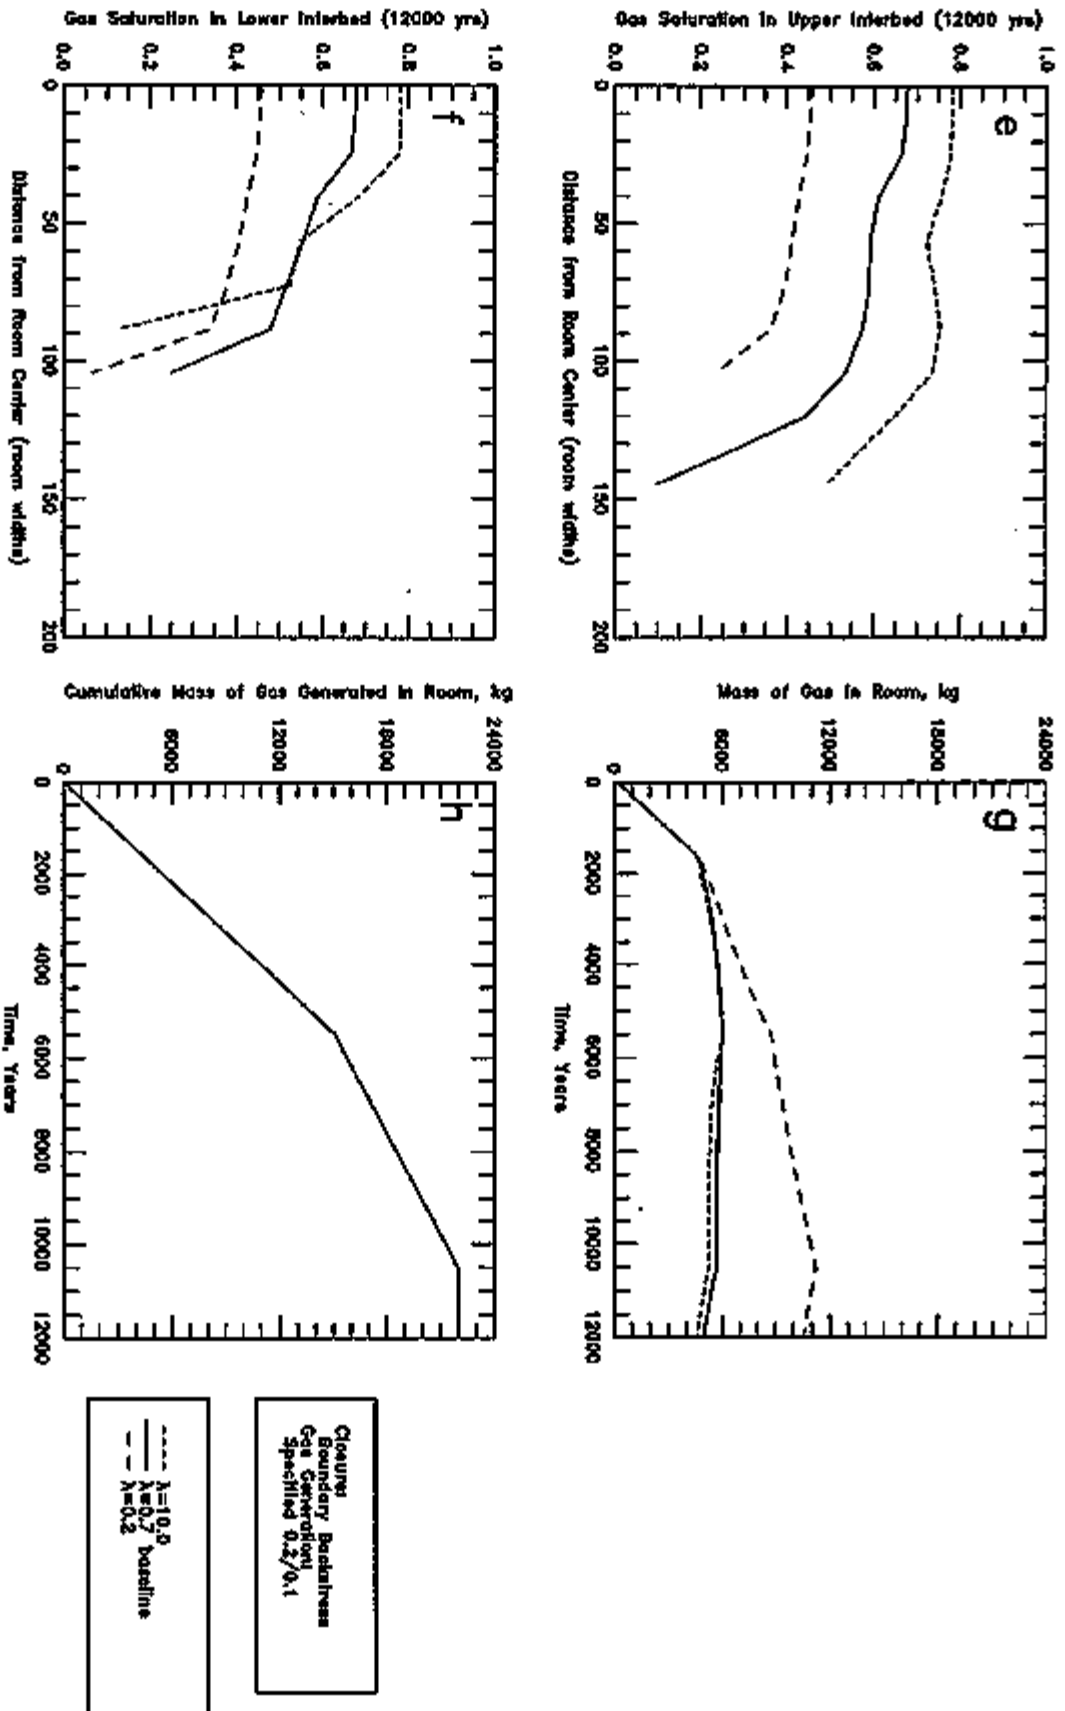 Gas Saturation in Upper Interbed (12000 yrs)
1.0
0.8
0.6
0.4
0.2
0.0
e
0
50
100
150
200
Distance from Room Center (room widths)
Mass of Gas in Room, kg
24000
18000
12000
6000
0
g
0
2000
4000
6000
8000
10000
12000
Time, Years
Gas Saturation in Lower Interbed (12000 yrs)
1.0
0.8
0.6
0.4
0.2
0.0
f
0
50
100
150
200
Distance from Room Center (room widths)
Cumulative Mass of Gas Generated in Room, kg
24000
18000
12000
6000
0
h
0
2000
4000
6000
8000
10000
12000
Time, Years
Closure:
Boundary Backstress
Gas Generation:
Specified 0.2/0.1
λ=10.0
λ=0.7 baseline
λ=0.2